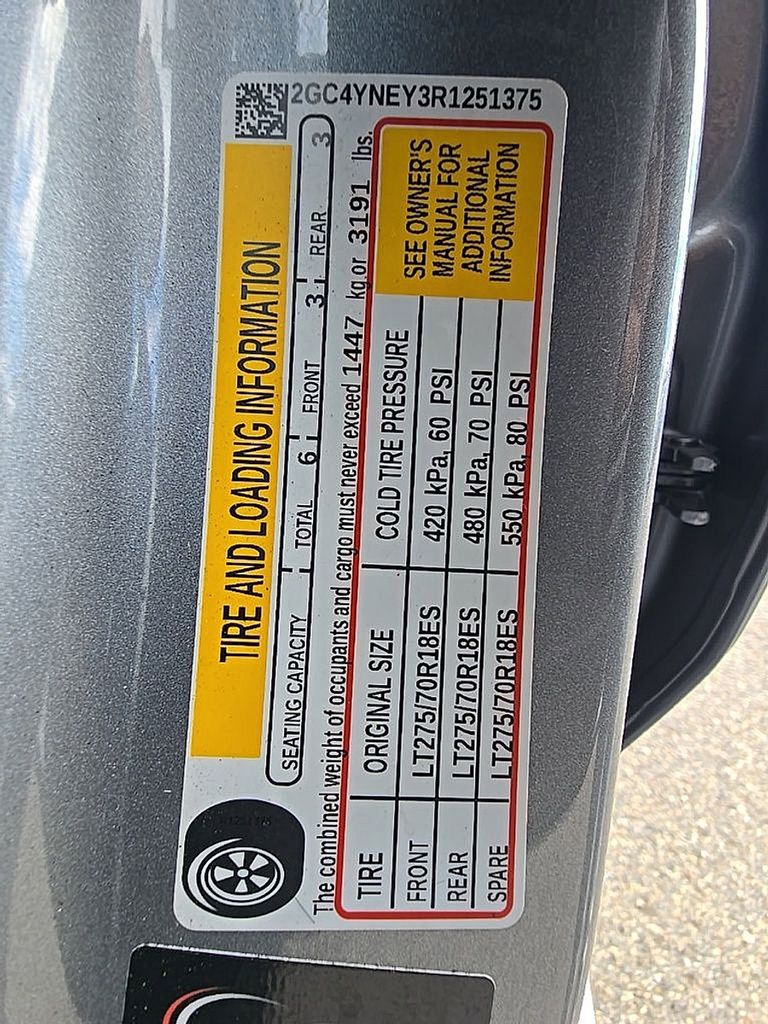 2GC4YNEY3R1251375
TIRE AND LOADING INFORMATION
SEATING CAPACITY TOTAL 6 FRONT 3 REAR 3
The combined weight of occupants and cargo must never exceed 1447 kg or 3191 lbs.
TIRE ORIGINAL SIZE COLD TIRE PRESSURE
FRONT LT275/70R18ES 420 kPa, 60 PSI
REAR LT275/70R18ES 480 kPa, 70 PSI
SPARE LT275/70R18ES 550 kPa, 80 PSI
SEE OWNER'S
MANUAL FOR
ADDITIONAL
INFORMATION